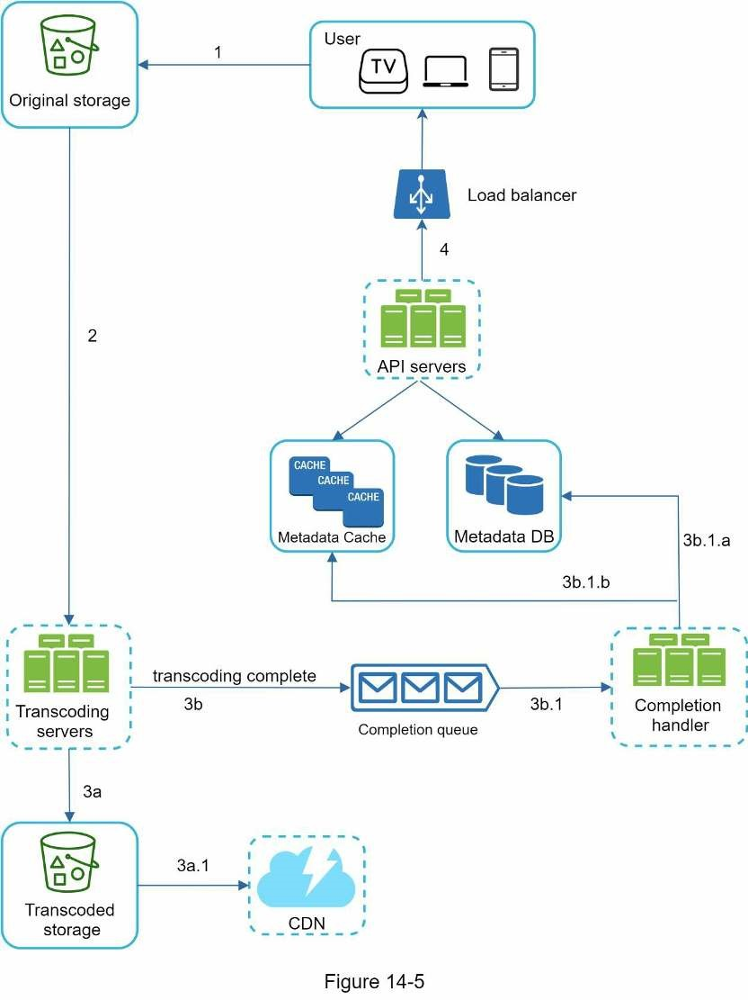 User
TV
1
Original storage
Load balancer
4
2
API servers
CACHE
CACHE
CACHE
Metadata Cache
Metadata DB
3b.1.a
3b.1.b
transcoding complete
3b
3b.1
Transcoding
servers
Completion queue
Completion
handler
3a
3a.1
Transcoded
storage
CDN
Figure 14-5